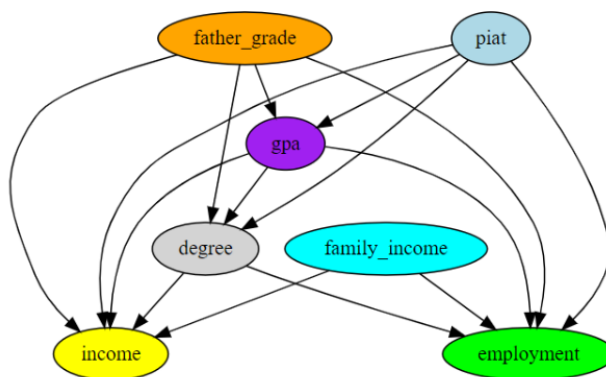 father_grade
piat
gpa
degree
family_income
income
employment